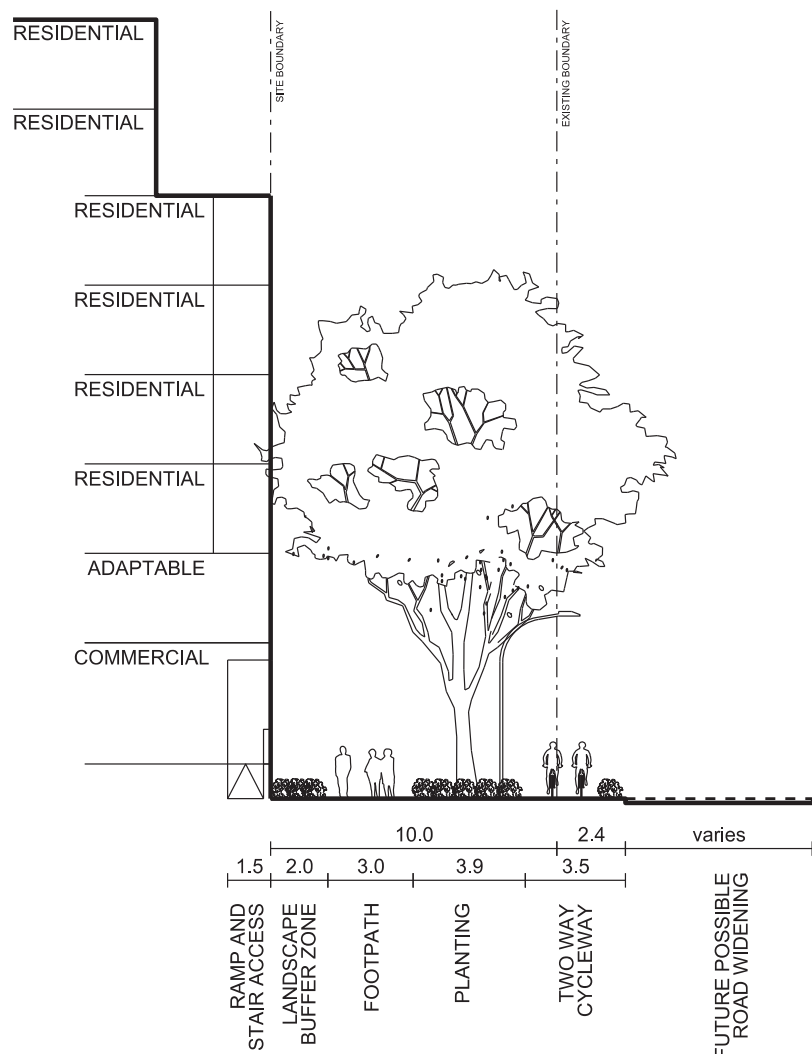 RESIDENTIAL
RESIDENTIAL
RESIDENTIAL
RESIDENTIAL
RESIDENTIAL
RESIDENTIAL
ADAPTABLE
COMMERCIAL
SITE BOUNDARY
EXISTING BOUNDARY
10.0 2.4 varies
1.5 2.0 3.0 3.9 3.5
RAMP AND
STAIR ACCESS
LANDSCAPE
BUFFER ZONE
FOOTPATH
PLANTING
TWO WAY
CYCLEWAY
FUTURE POSSIBLE
ROAD WIDENING